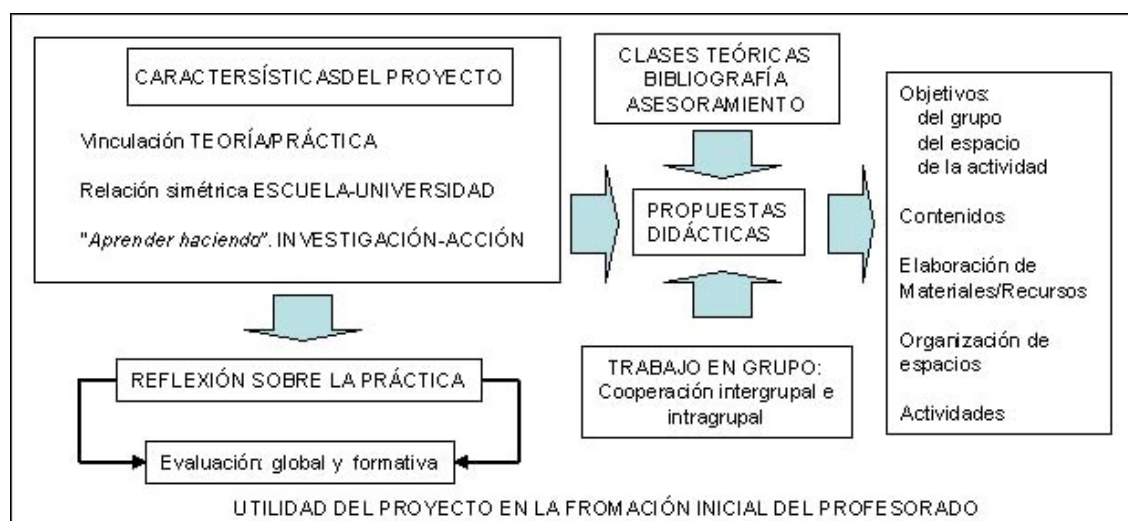 CARACTERSÍSTICASDEL PROYECTO
Vinculación TEORÍA/PRÁCTICA
Relación simétrica ESCUELA-UNIVERSIDAD
"Aprender haciendo". INVESTIGACIÓN-ACCIÓN
CLASES TEÓRICAS
BIBLIOGRAFÍA
ASESORAMIENTO
PROPUESTAS
DIDÁCTICAS
TRABAJO EN GRUPO:
Cooperación intergrupal e
intragrupal
Objetivos:
del grupo
del espacio
de la actividad
Contenidos
Elaboración de
Materiales/Recursos
Organización de
espacios
Actividades
REFLEXIÓN SOBRE LA PRÁCTICA
Evaluación: global y formativa
UTILIDAD DEL PROYECTO EN LA FROMACIÓN INICIAL DEL PROFESORADO